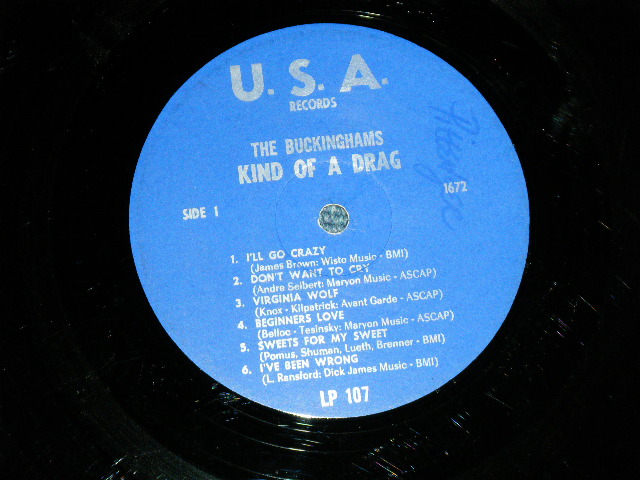 U. S. A.
RECORDS
THE BUCKINGHAMS
KIND OF A DRAG
1672
SIDE 1
1. I'LL GO CRAZY
(James Brown: Wisto Music - BMI)
2. DON'T WANT TO CRY
(Andre Seibert: Maryon Music - ASCAP)
3. VIRGINIA WOLF
(Knox - Kilpatrick: Avant Garde - ASCAP)
4. BEGINNERS LOVE
(Belloc - Tesinsky: Maryon Music - ASCAP)
5. SWEETS FOR MY SWEET
(Pomus, Shuman, Lueth, Brenner - BMI)
6. I'VE BEEN WRONG
(L. Ransford: Dick James Music - BMI)
LP 107